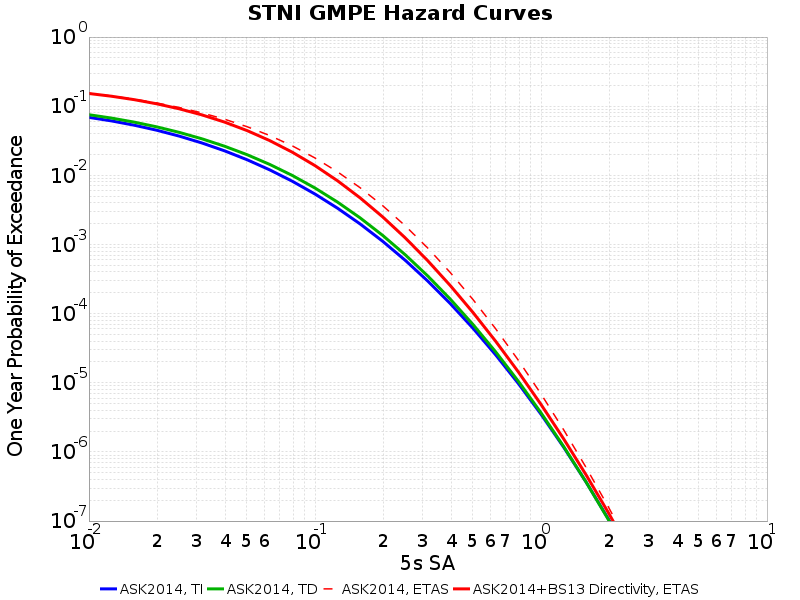 STNI GMPE Hazard Curves
One Year Probability of Exceedance
10^0
10^-1
10^-2
10^-3
10^-4
10^-5
10^-6
10^-7
10^-2 2 3 4 5 6 10^-1 2 3 4 5 6 7 10^0 2 3 4 5 6 7 10^1
5s SA
ASK2014, TI ASK2014, TD ASK2014, ETAS ASK2014+BS13 Directivity, ETAS